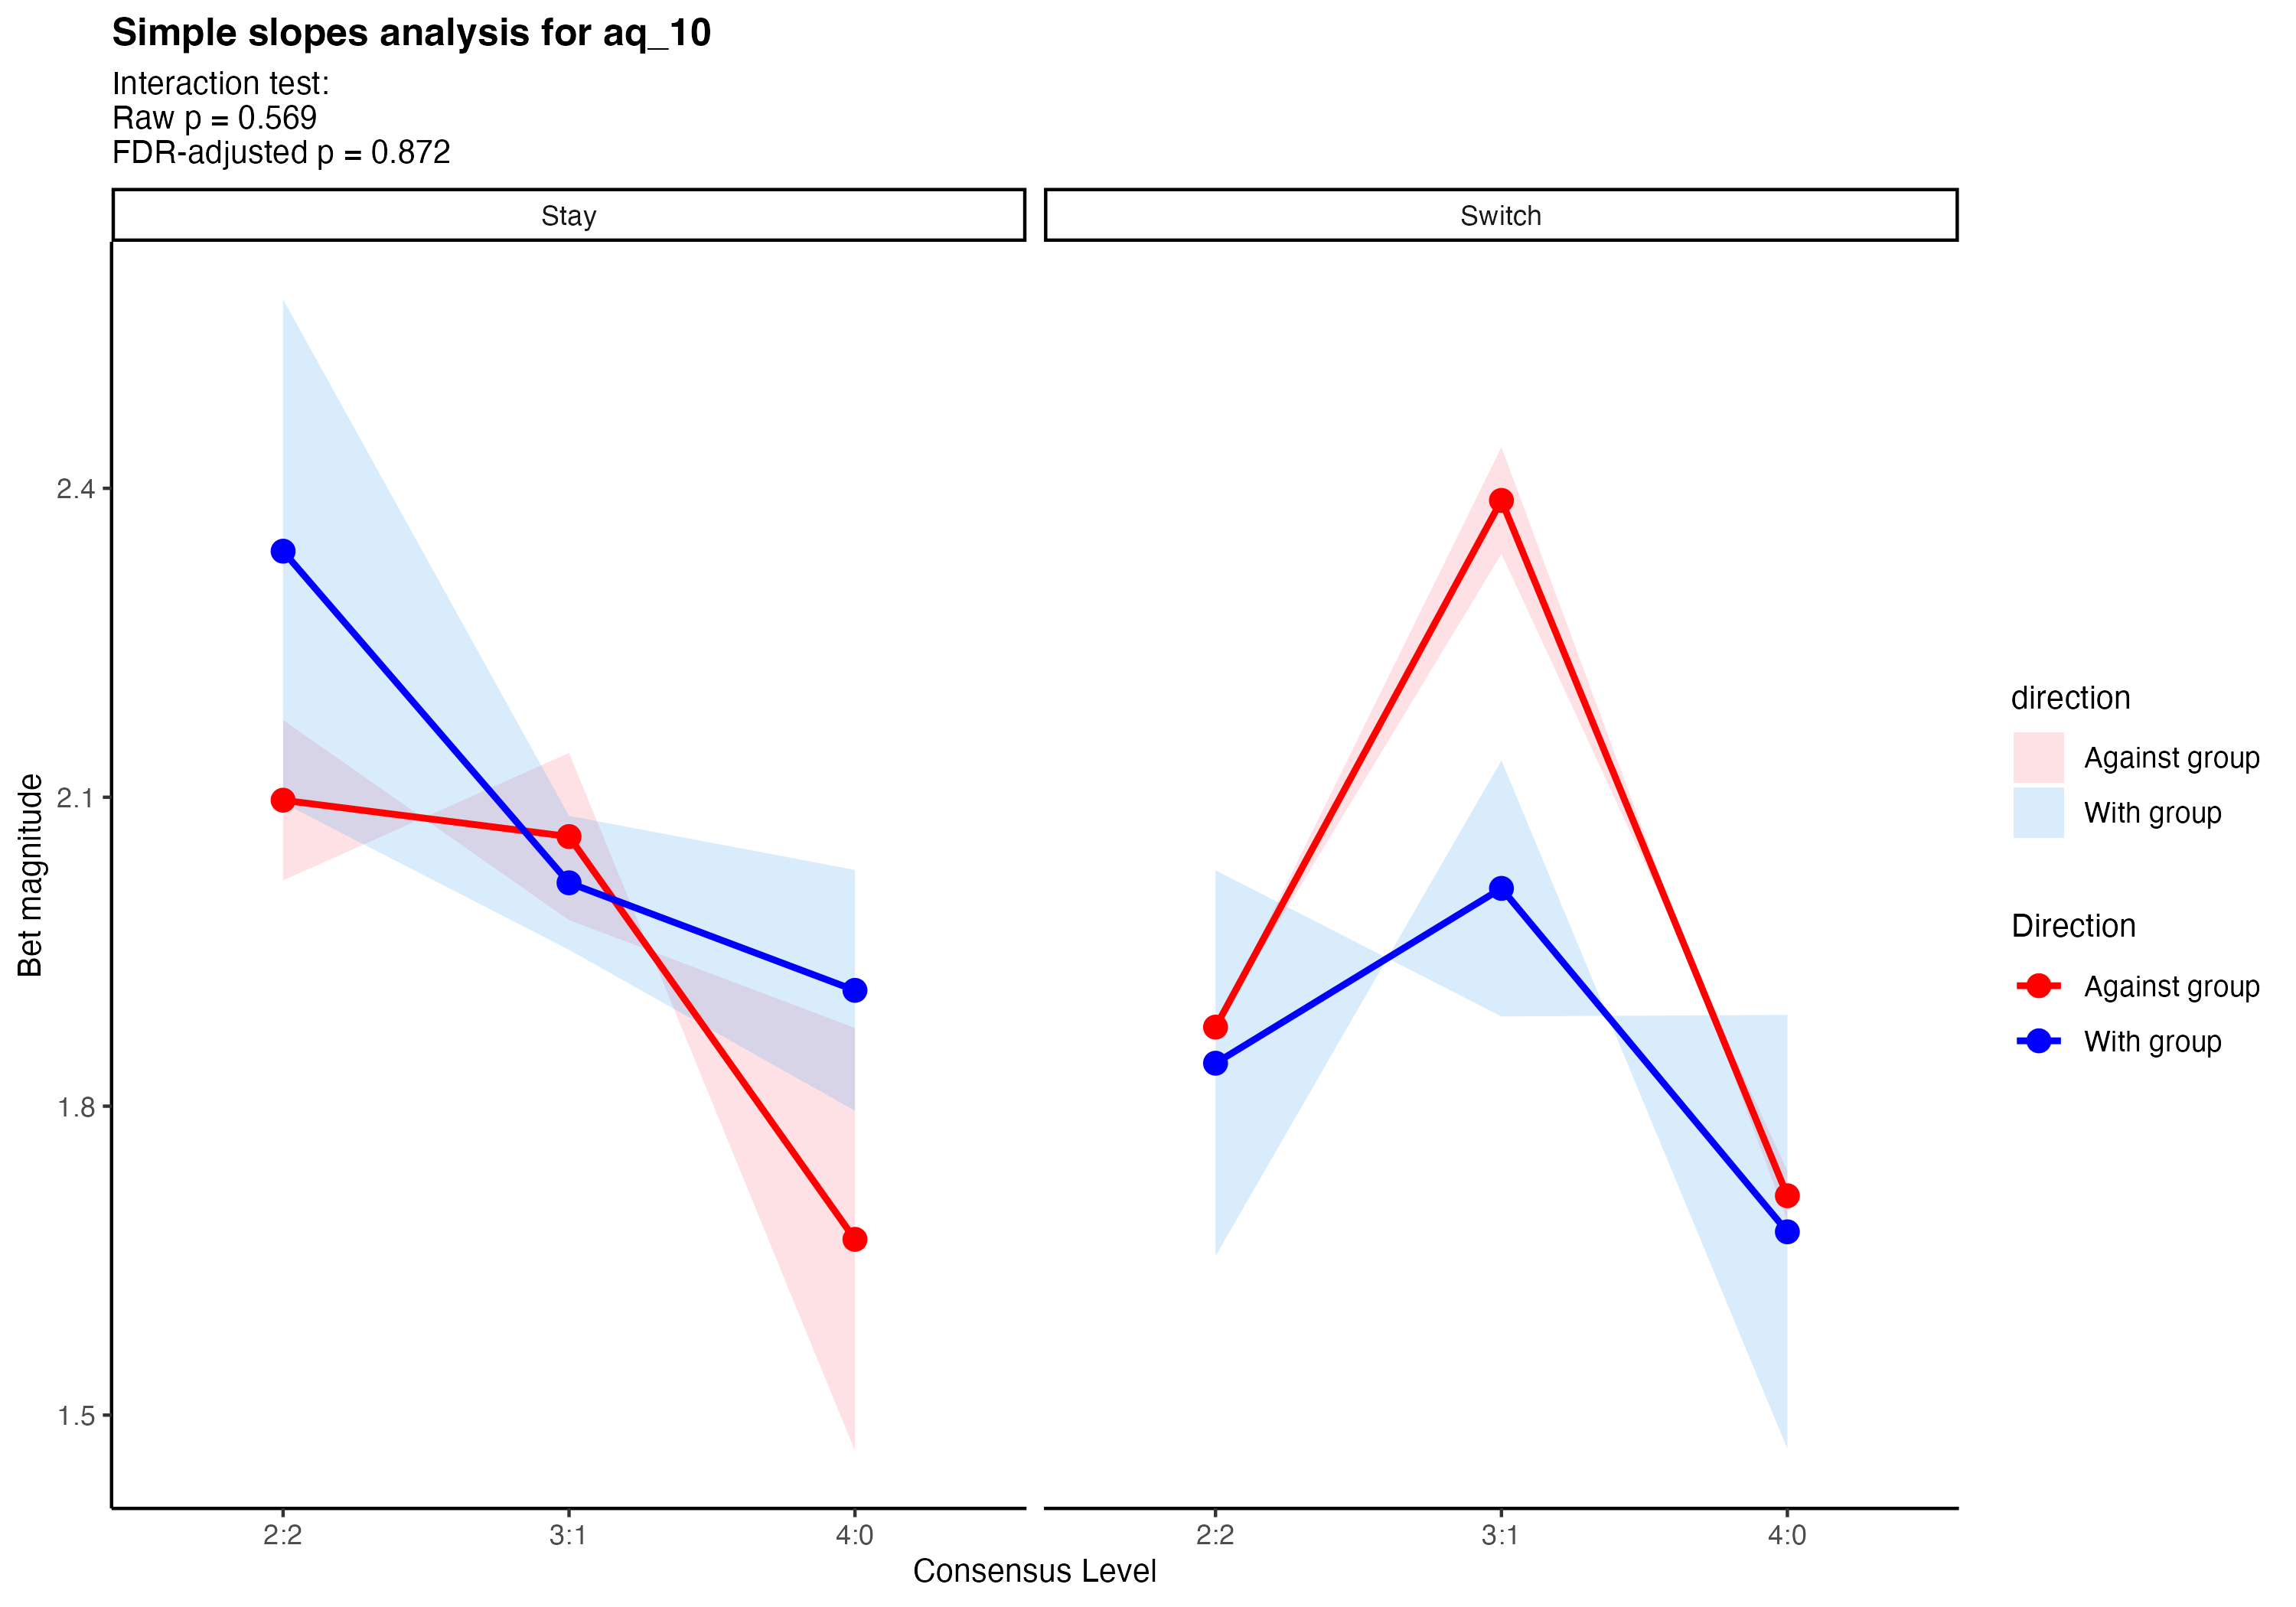 Simple slopes analysis for aq_10
Interaction test:
Raw p = 0.569
FDR-adjusted p = 0.872
Stay
Switch
Bet magnitude
2.4
2.1
1.8
1.5
2:2
3:1
4:0
2:2
3:1
4:0
Consensus Level
direction
Against group
With group
Direction
Against group
With group